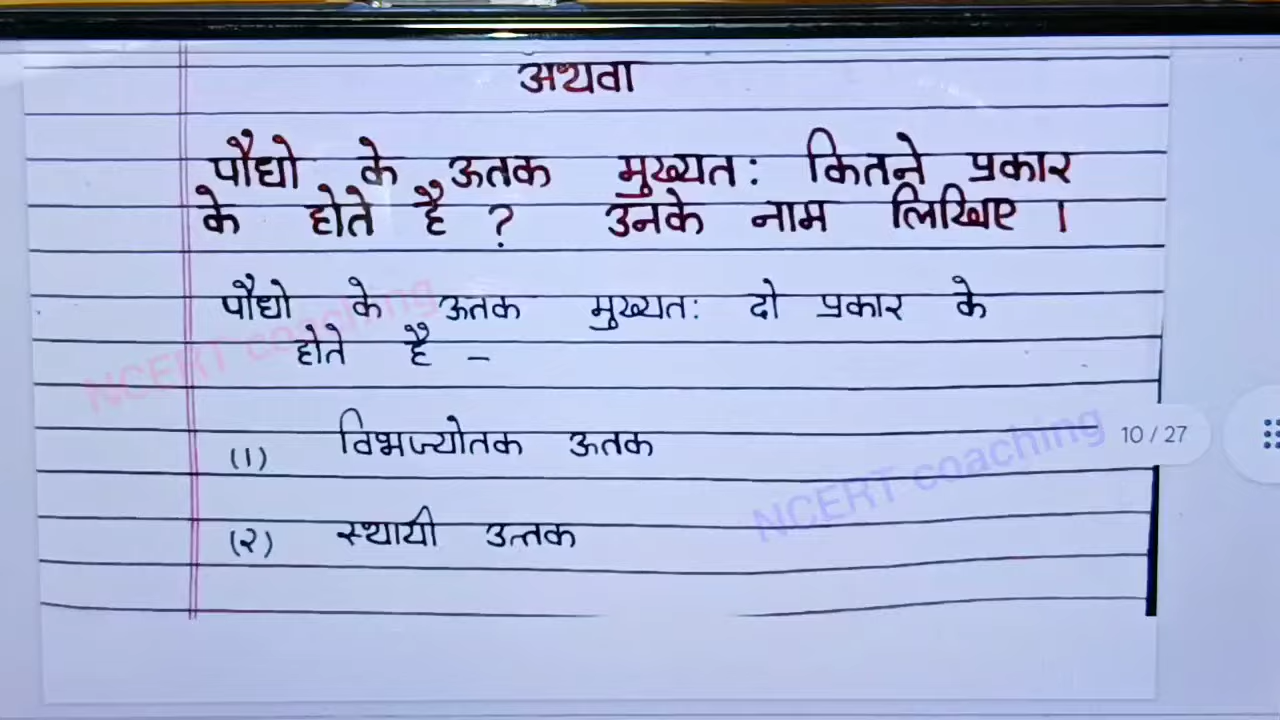 अथवा
पौधो के ऊतक मुख्यतः कितने प्रकार
के होते है ? उनके नाम लिखिए ।
पौधो के ऊतक मुख्यतः दो प्रकार के
होते है -
(1) विभज्योतक ऊतक
10 / 27
(२) स्थायी उत्तक
NCERT coaching
NCERT coaching